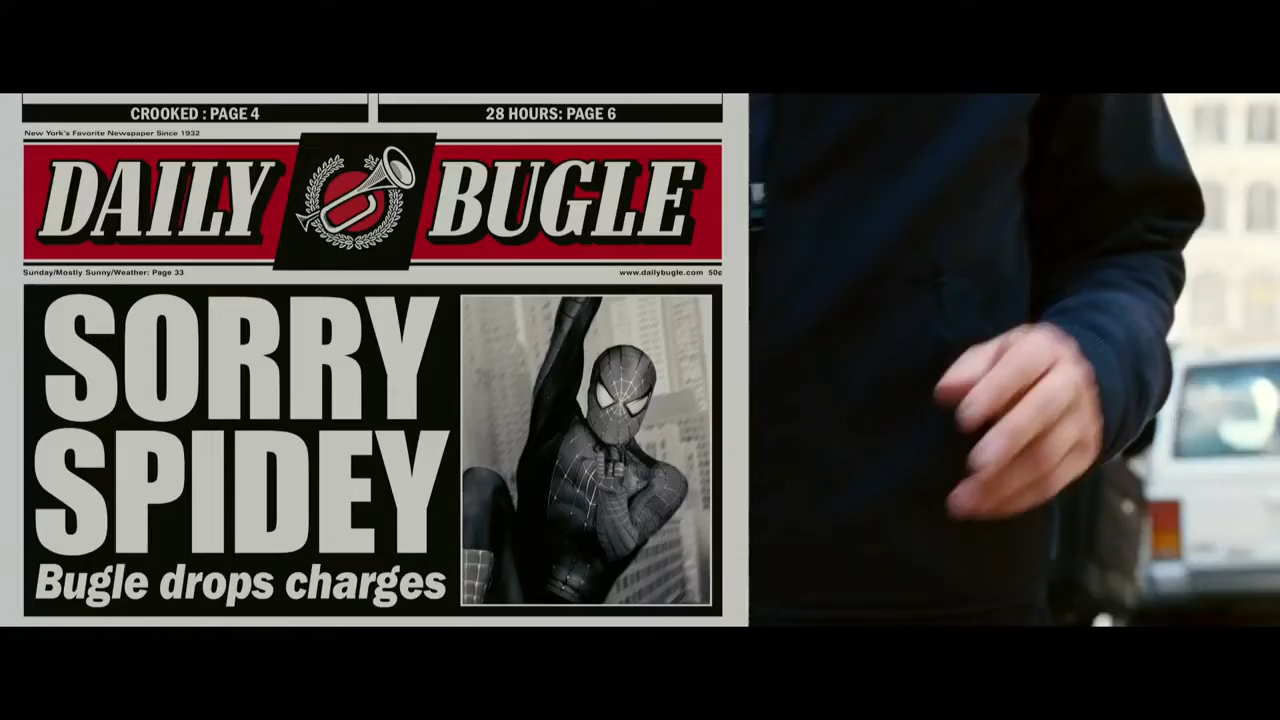 CROOKED : PAGE 4
28 HOURS: PAGE 6
New York's Favorite Newspaper Since 1932
DAILY BUGLE
Sunday/Mostly Sunny/Weather: Page 33
www.dailybugle.com 50¢
SORRY
SPIDEY
Bugle drops charges